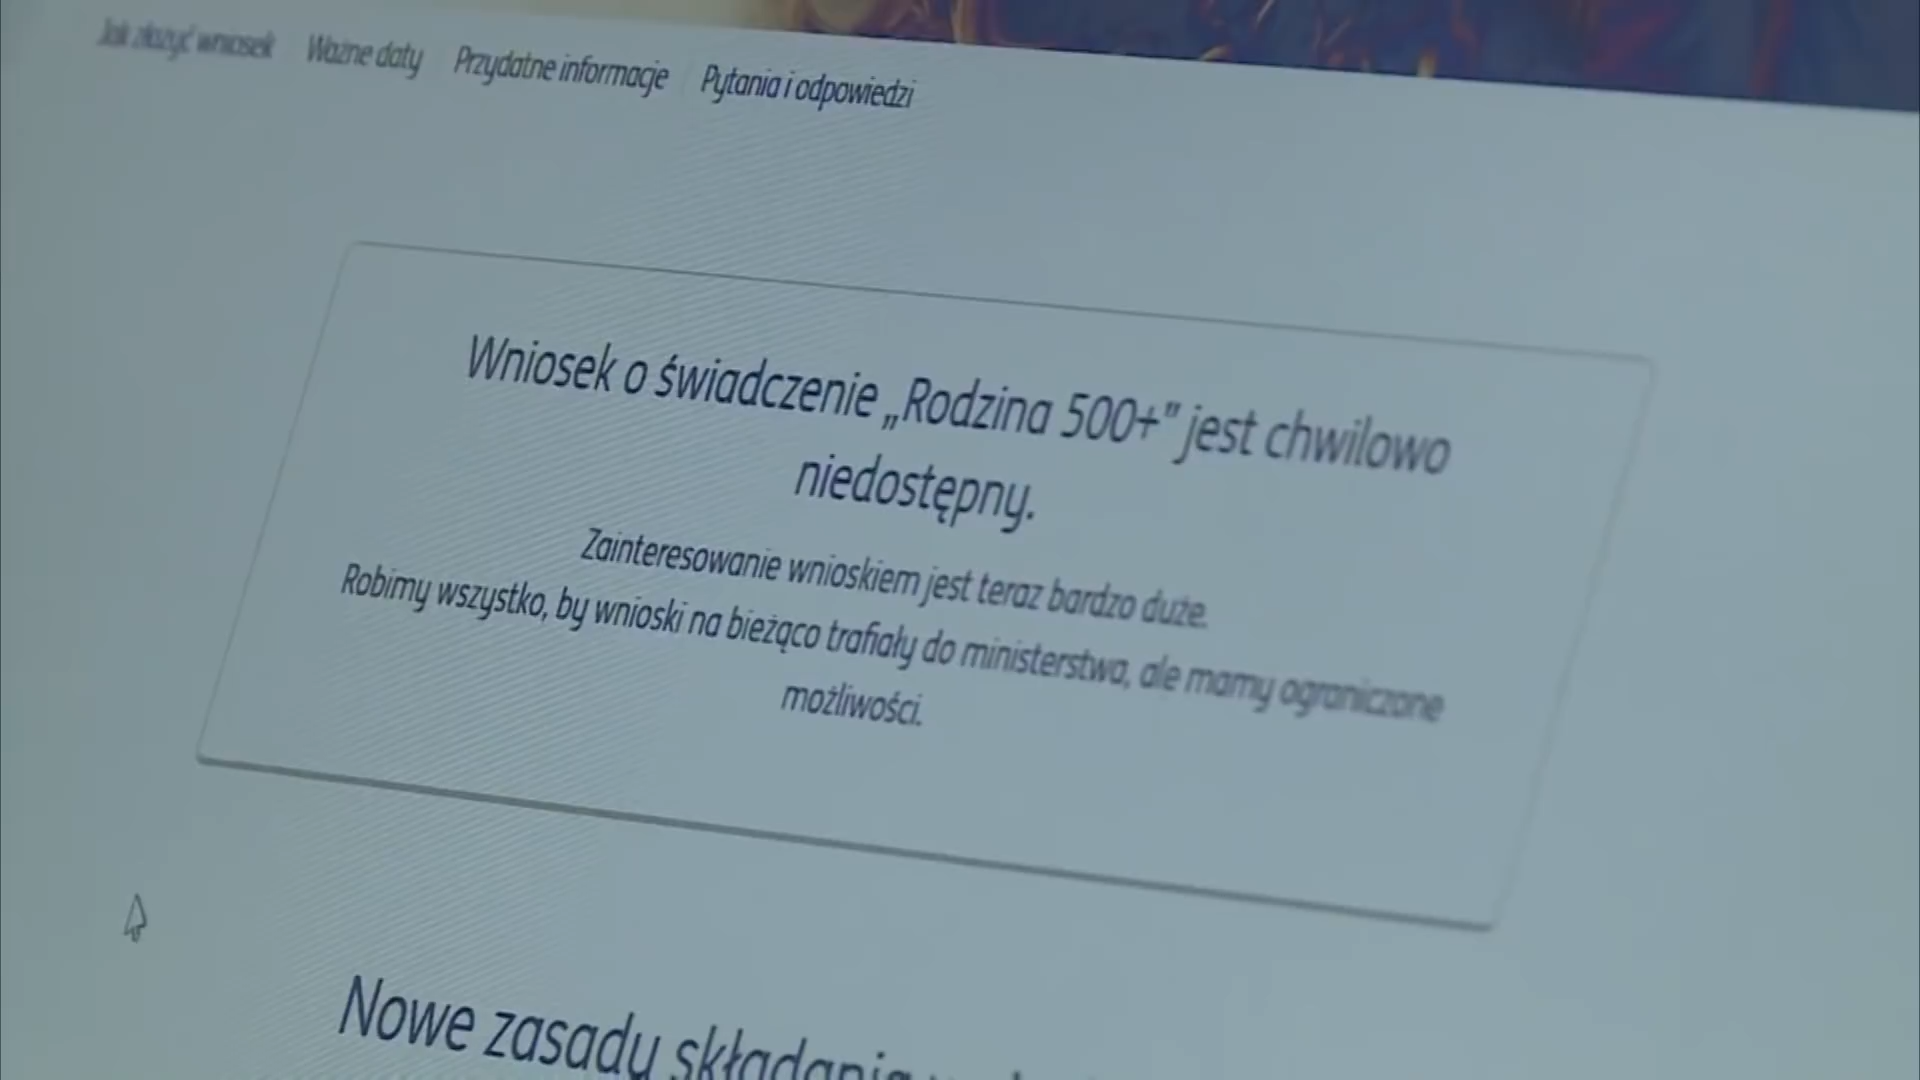 Jak złożyć wniosek Ważne daty Przydatne informacje Pytania i odpowiedzi
Wniosek o świadczenie „Rodzina 500+” jest chwilowo
niedostępny.
Zainteresowanie wnioskiem jest teraz bardzo duże.
Robimy wszystko, by wnioski na bieżąco trafiały do ministerstwa, ale mamy ograniczone
możliwości.
Nowe zasady składania